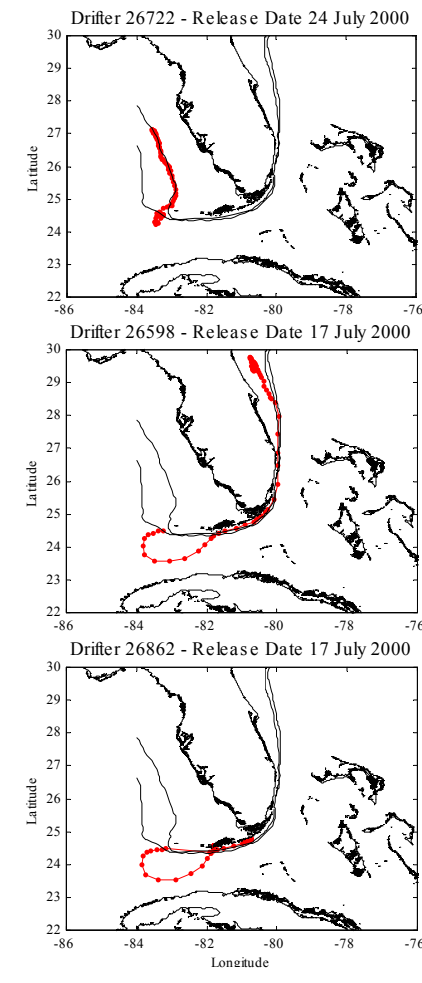 Drifter 26722 - Release Date 24 July 2000
30
29
28
27
26
25
24
23
22
Latitude
-86 -84 -82 -80 -78 -76
Drifter 26598 - Release Date 17 July 2000
30
29
28
27
26
25
24
23
22
Latitude
-86 -84 -82 -80 -78 -76
Drifter 26862 - Release Date 17 July 2000
30
29
28
27
26
25
24
23
22
Latitude
-86 -84 -82 -80 -78 -76
Longitude